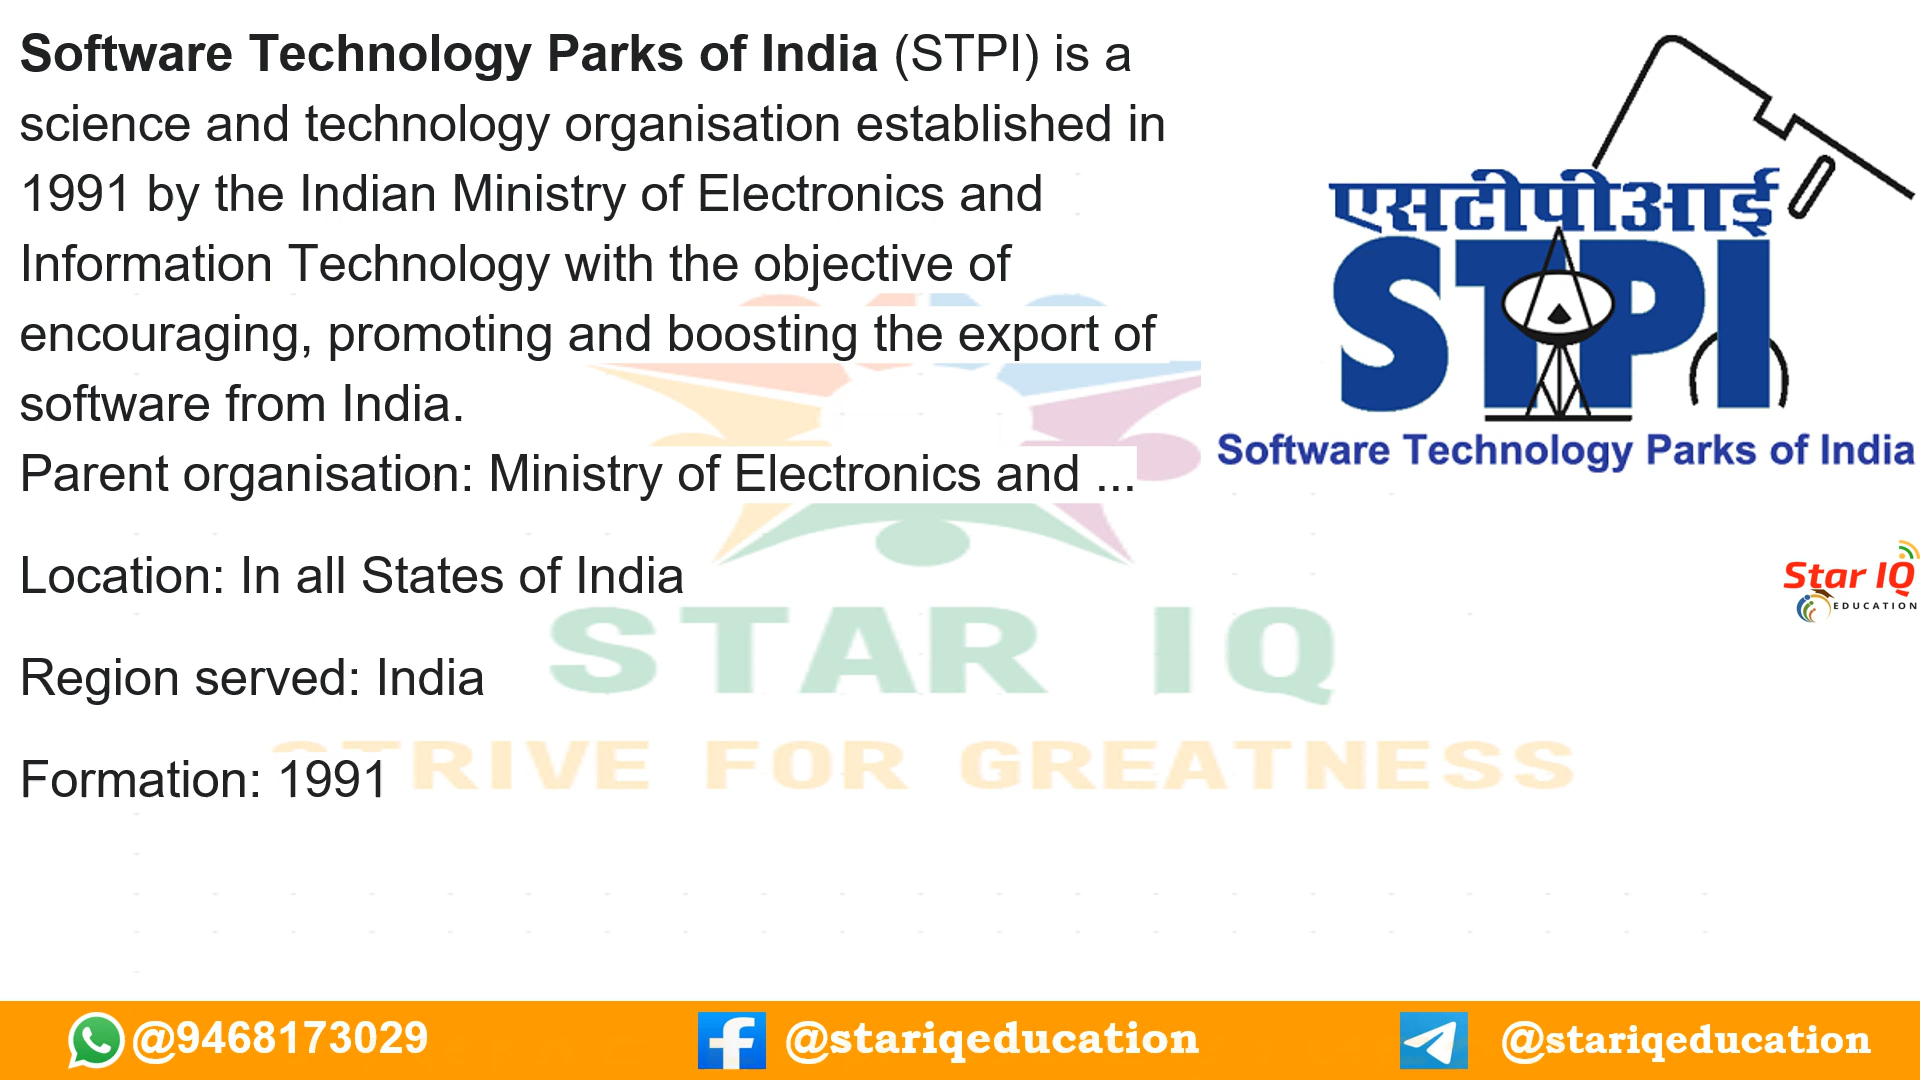 Software Technology Parks of India (STPI) is a
science and technology organisation established in
1991 by the Indian Ministry of Electronics and
Information Technology with the objective of
encouraging, promoting and boosting the export of
software from India.
Parent organisation: Ministry of Electronics and ...
Location: In all States of India
Region served: India
Formation: 1991
एसटीपीआई
STPI
Software Technology Parks of India
Star IQ
EDUCATION
STAR IQ
STRIVE FOR GREATNESS
@9468173029
@stariqeducation
@stariqeducation